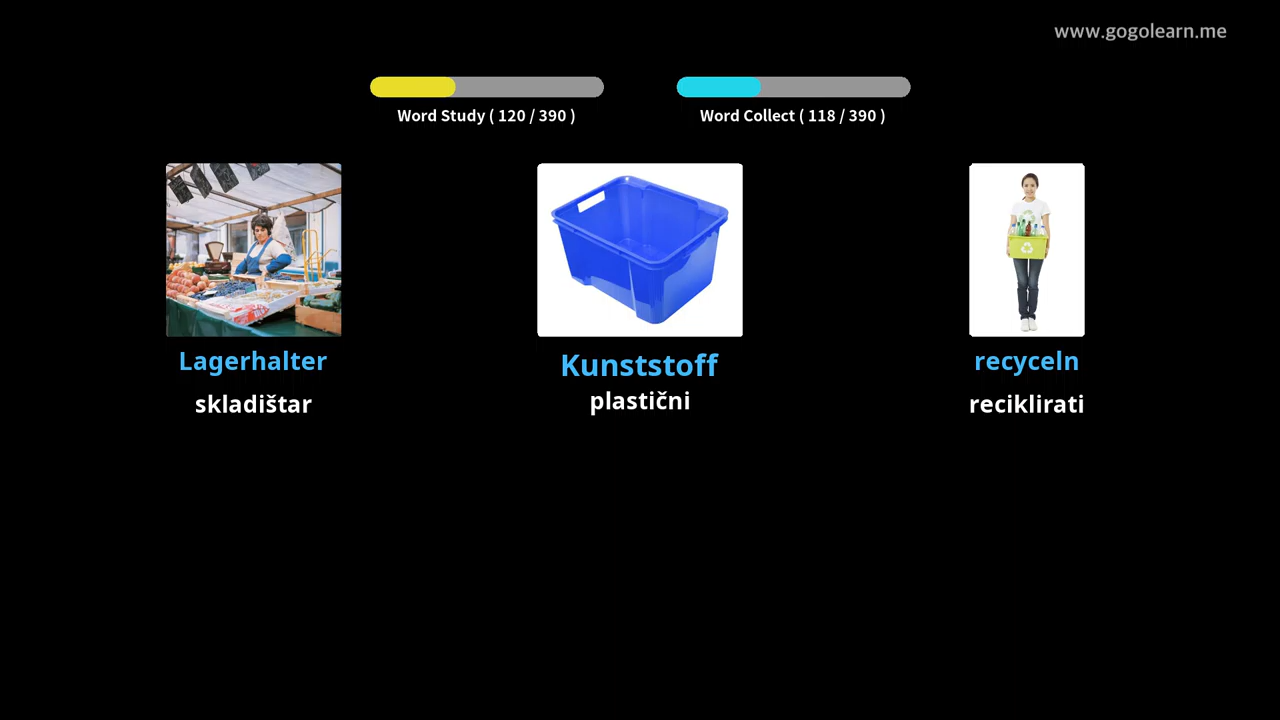 www.gogolearn.me
Word Study ( 120 / 390 )
Word Collect ( 118 / 390 )
Lagerhalter
Kunststoff
recyceln
skladištar
plastični
reciklirati